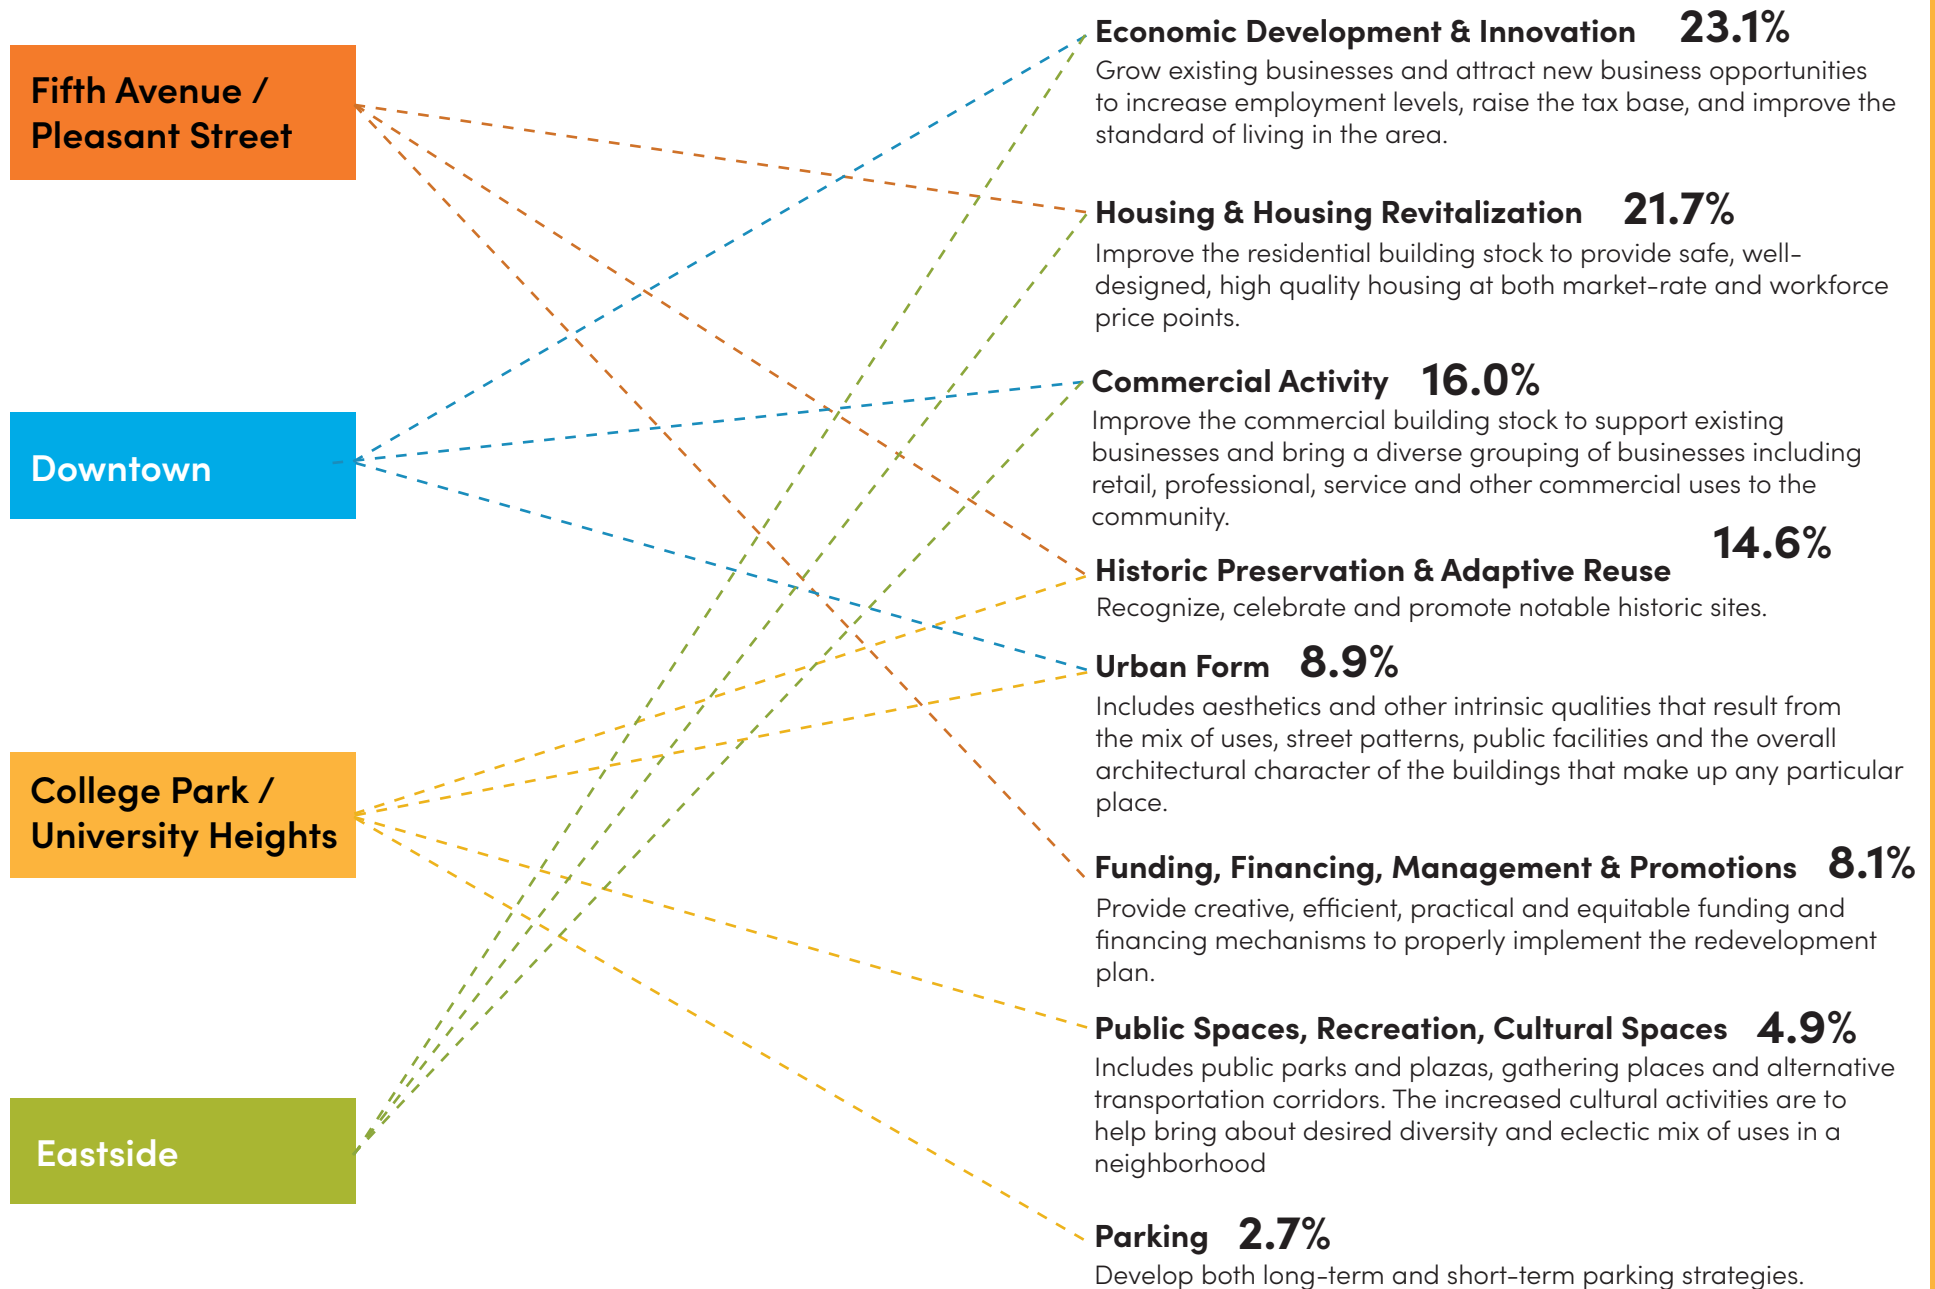 Fifth Avenue /
Pleasant Street
Downtown
College Park /
University Heights
Eastside
Economic Development & Innovation 23.1%
Grow existing businesses and attract new business opportunities
to increase employment levels, raise the tax base, and improve the
standard of living in the area.
Housing & Housing Revitalization 21.7%
Improve the residential building stock to provide safe, well-
designed, high quality housing at both market-rate and workforce
price points.
Commercial Activity 16.0%
Improve the commercial building stock to support existing
businesses and bring a diverse grouping of businesses including
retail, professional, service and other commercial uses to the
community.
Historic Preservation & Adaptive Reuse 14.6%
Recognize, celebrate and promote notable historic sites.
Urban Form 8.9%
Includes aesthetics and other intrinsic qualities that result from
the mix of uses, street patterns, public facilities and the overall
architectural character of the buildings that make up any particular
place.
Funding, Financing, Management & Promotions 8.1%
Provide creative, efficient, practical and equitable funding and
financing mechanisms to properly implement the redevelopment
plan.
Public Spaces, Recreation, Cultural Spaces 4.9%
Includes public parks and plazas, gathering places and alternative
transportation corridors. The increased cultural activities are to
help bring about desired diversity and eclectic mix of uses in a
neighborhood
Parking 2.7%
Develop both long-term and short-term parking strategies.